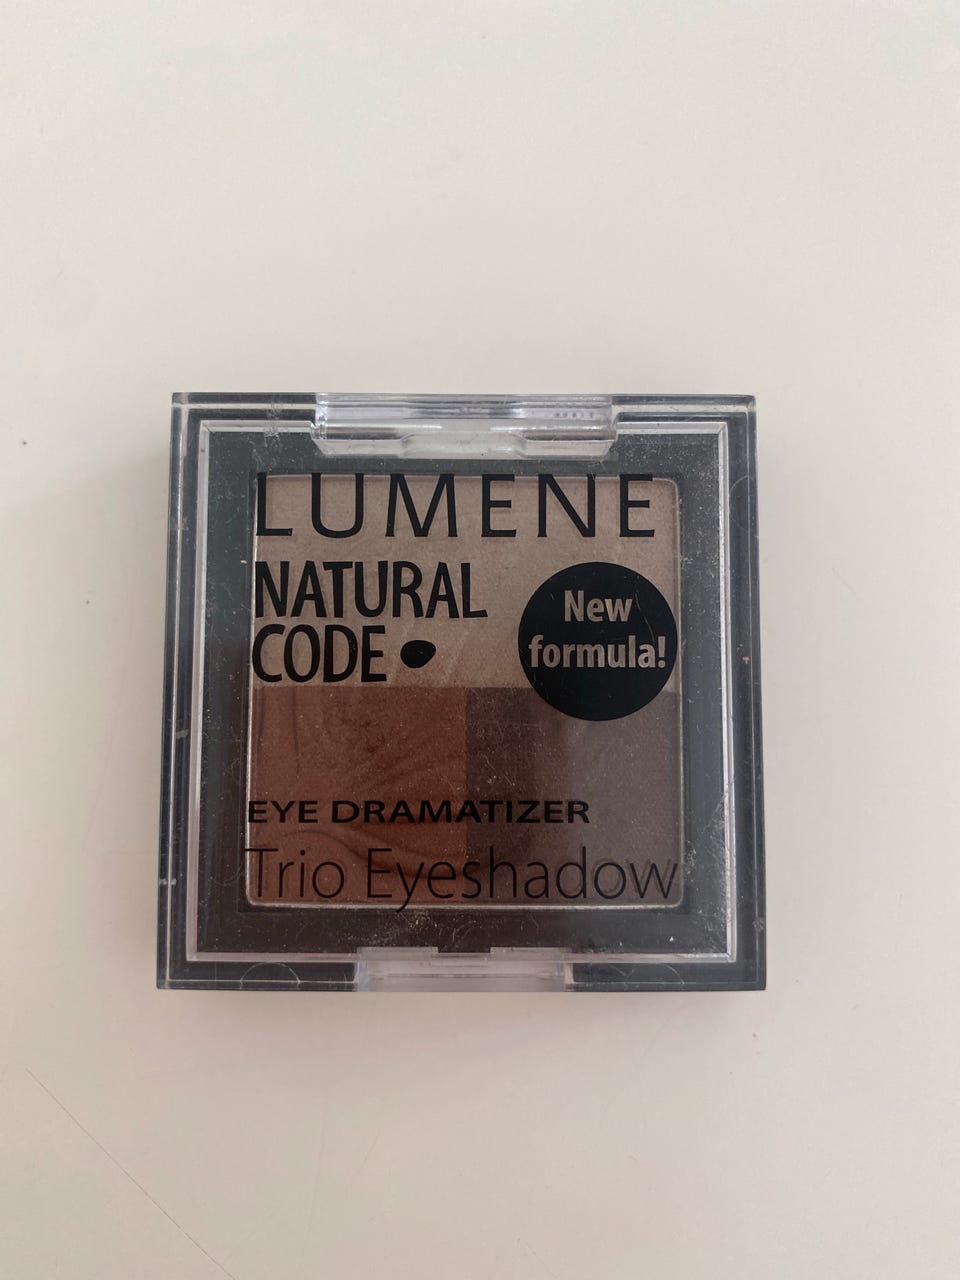 LUMENE
NATURAL
CODE
New
formula!
EYE DRAMATIZER
Trio Eyeshadow